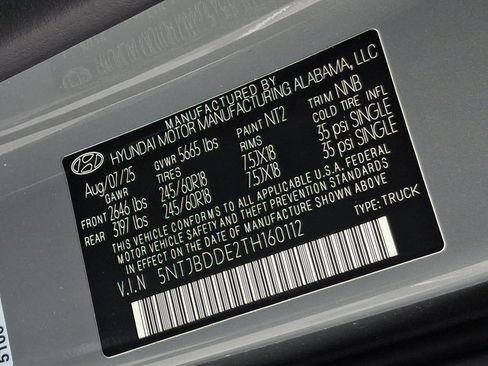 MANUFACTURED BY
HYUNDAI MOTOR MANUFACTURING ALABAMA, LLC
Aug/07/25 GVWR 5665 lbs PAINT NT2 TRIM NNB
GAWR TIRES RIMS COLD TIRE INFL
FRONT 2646 lbs 245/60R18 7.5JX18 35 psi SINGLE
REAR 3197 lbs 245/60R18 7.5JX18 35 psi SINGLE
THIS VEHICLE CONFORMS TO ALL APPLICABLE U.S.A. FEDERAL
MOTOR VEHICLE SAFETY STANDARDS
IN EFFECT ON THE DATE OF MANUFACTURE SHOWN ABOVE.
V.I.N 5NTJBDDE2TH160112 TYPE: TRUCK